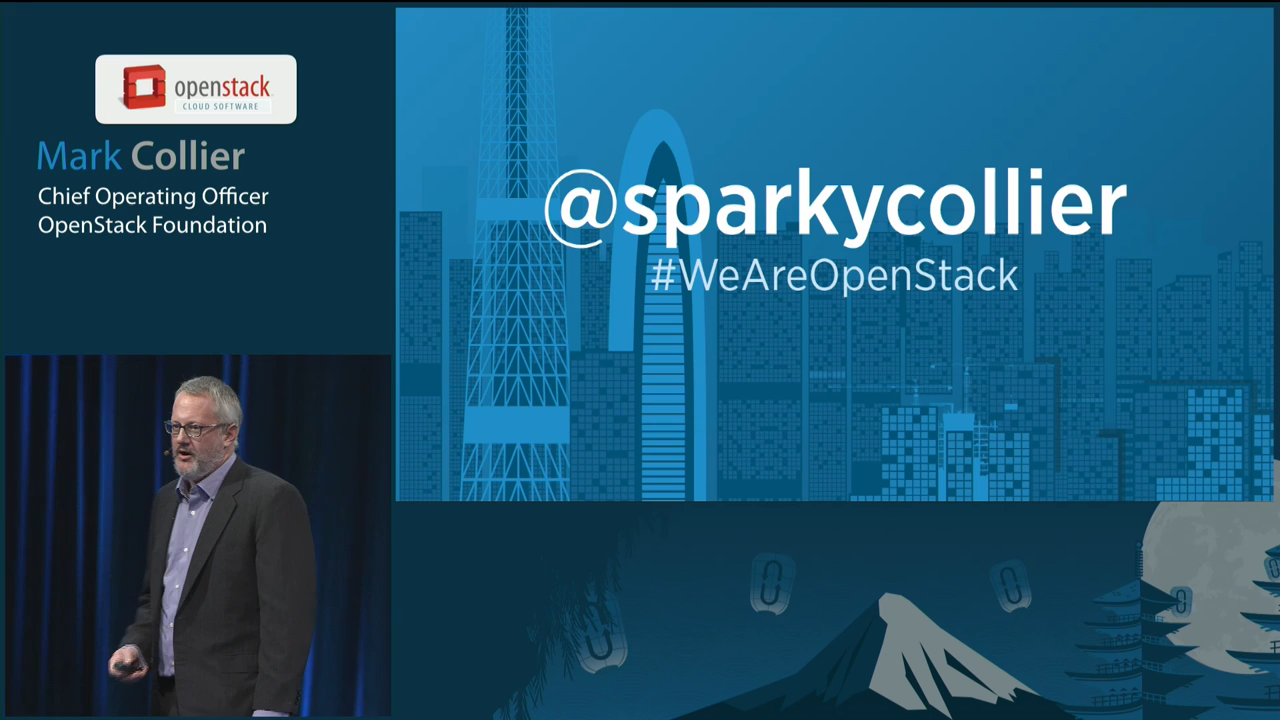 openstack
CLOUD SOFTWARE
Mark Collier
Chief Operating Officer
OpenStack Foundation
@sparkycollier
#WeAreOpenStack